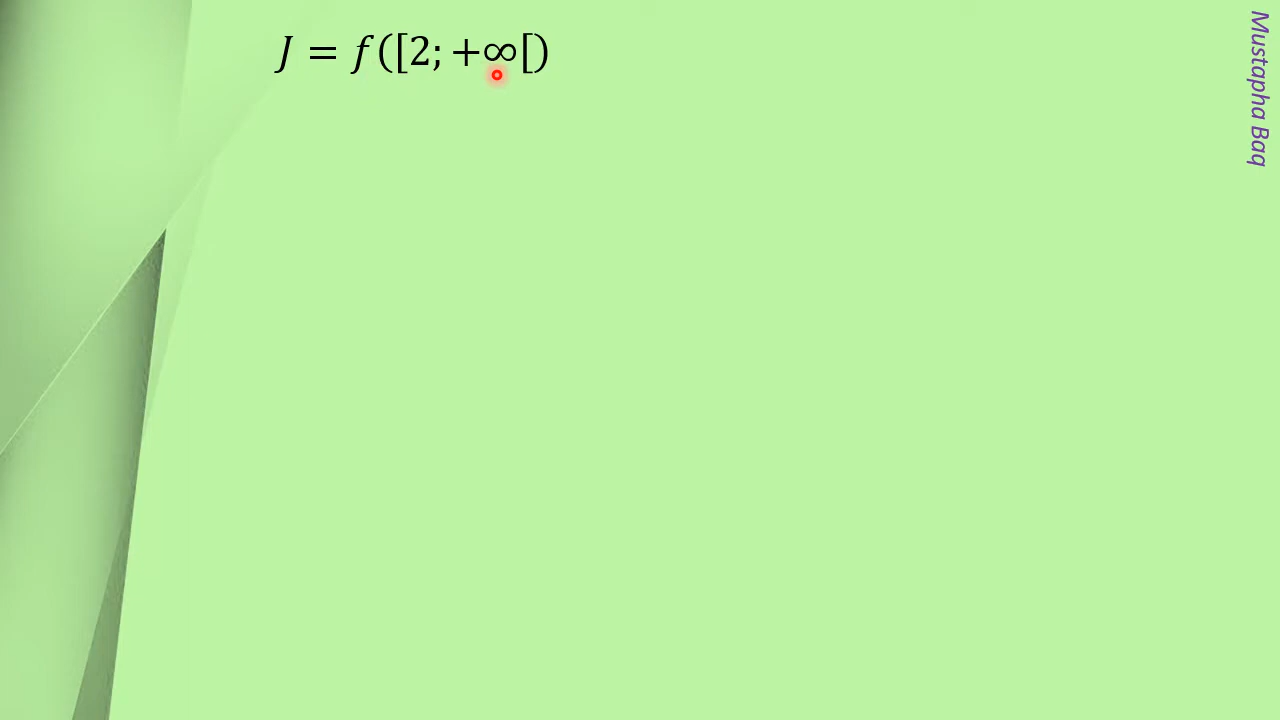 J = f([2; +∞[)
Mustapha Baq